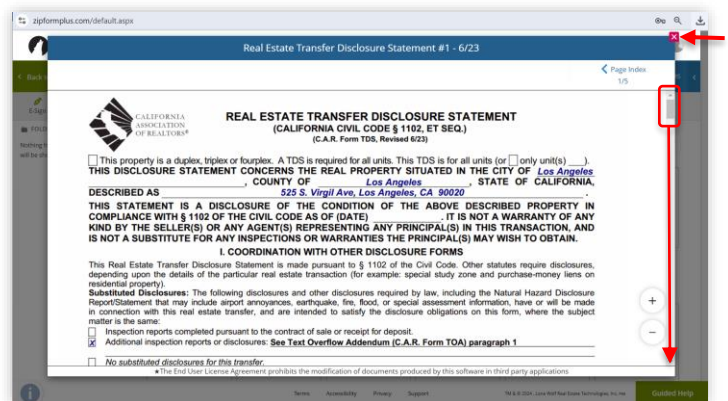 zipformplus.com/default.aspx
Real Estate Transfer Disclosure Statement #1 - 6/23
Back
Page Index
1/5
E-Sign
CALIFORNIA
ASSOCIATION
OF REALTORS®
REAL ESTATE TRANSFER DISCLOSURE STATEMENT
(CALIFORNIA CIVIL CODE § 1102, ET SEQ.)
(C.A.R. Form TDS, Revised 6/23)
This property is a duplex, triplex or fourplex. A TDS is required for all units. This TDS is for all units (or only unit(s) ___).
THIS DISCLOSURE STATEMENT CONCERNS THE REAL PROPERTY SITUATED IN THE CITY OF Los Angeles
, COUNTY OF Los Angeles , STATE OF CALIFORNIA,
DESCRIBED AS 525 S. Virgil Ave, Los Angeles, CA 90020 .
THIS STATEMENT IS A DISCLOSURE OF THE CONDITION OF THE ABOVE DESCRIBED PROPERTY IN
COMPLIANCE WITH § 1102 OF THE CIVIL CODE AS OF (DATE) ____________. IT IS NOT A WARRANTY OF ANY
KIND BY THE SELLER(S) OR ANY AGENT(S) REPRESENTING ANY PRINCIPAL(S) IN THIS TRANSACTION, AND
IS NOT A SUBSTITUTE FOR ANY INSPECTIONS OR WARRANTIES THE PRINCIPAL(S) MAY WISH TO OBTAIN.
I. COORDINATION WITH OTHER DISCLOSURE FORMS
This Real Estate Transfer Disclosure Statement is made pursuant to § 1102 of the Civil Code. Other statutes require disclosures,
depending upon the details of the particular real estate transaction (for example: special study zone and purchase-money liens on
residential property).
Substituted Disclosures: The following disclosures and other disclosures required by law, including the Natural Hazard Disclosure
Report/Statement that may include airport annoyances, earthquake, fire, flood, or special assessment information, have or will be made
in connection with this real estate transfer, and are intended to satisfy the disclosure obligations on this form, where the subject
matter is the same:
Inspection reports completed pursuant to the contract of sale or receipt for deposit.
X Additional inspection reports or disclosures: See Text Overflow Addendum (C.A.R. Form TOA) paragraph 1
No substituted disclosures for this transfer.
★The End User License Agreement prohibits the modification of documents produced by this software in third party applications
Terms Accessibility Privacy Support
Guided Help